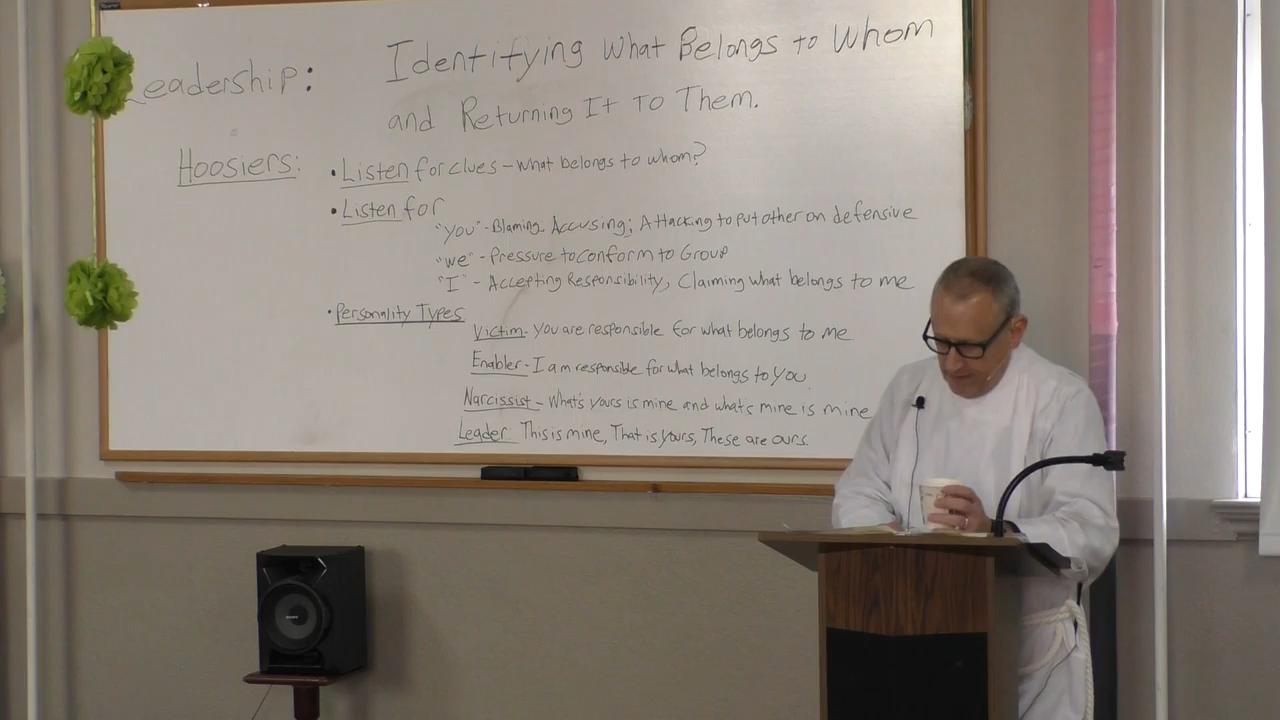 Leadership: Identifying What Belongs to Whom
and Returning It To Them.
Hoosiers: • Listen for clues - What belongs to whom?
• Listen for
"you" - Blaming, Accusing; Attacking to put other on defensive
"we" - Pressure to Conform to Group
"I" - Accepting Responsibility, Claiming what belongs to me
• Personality Types
Victim - You are responsible for what belongs to me
Enabler - I am responsible for what belongs to you
Narcissist - What's yours is mine and what's mine is mine
Leader: This is mine, That is yours, These are ours.
SONY